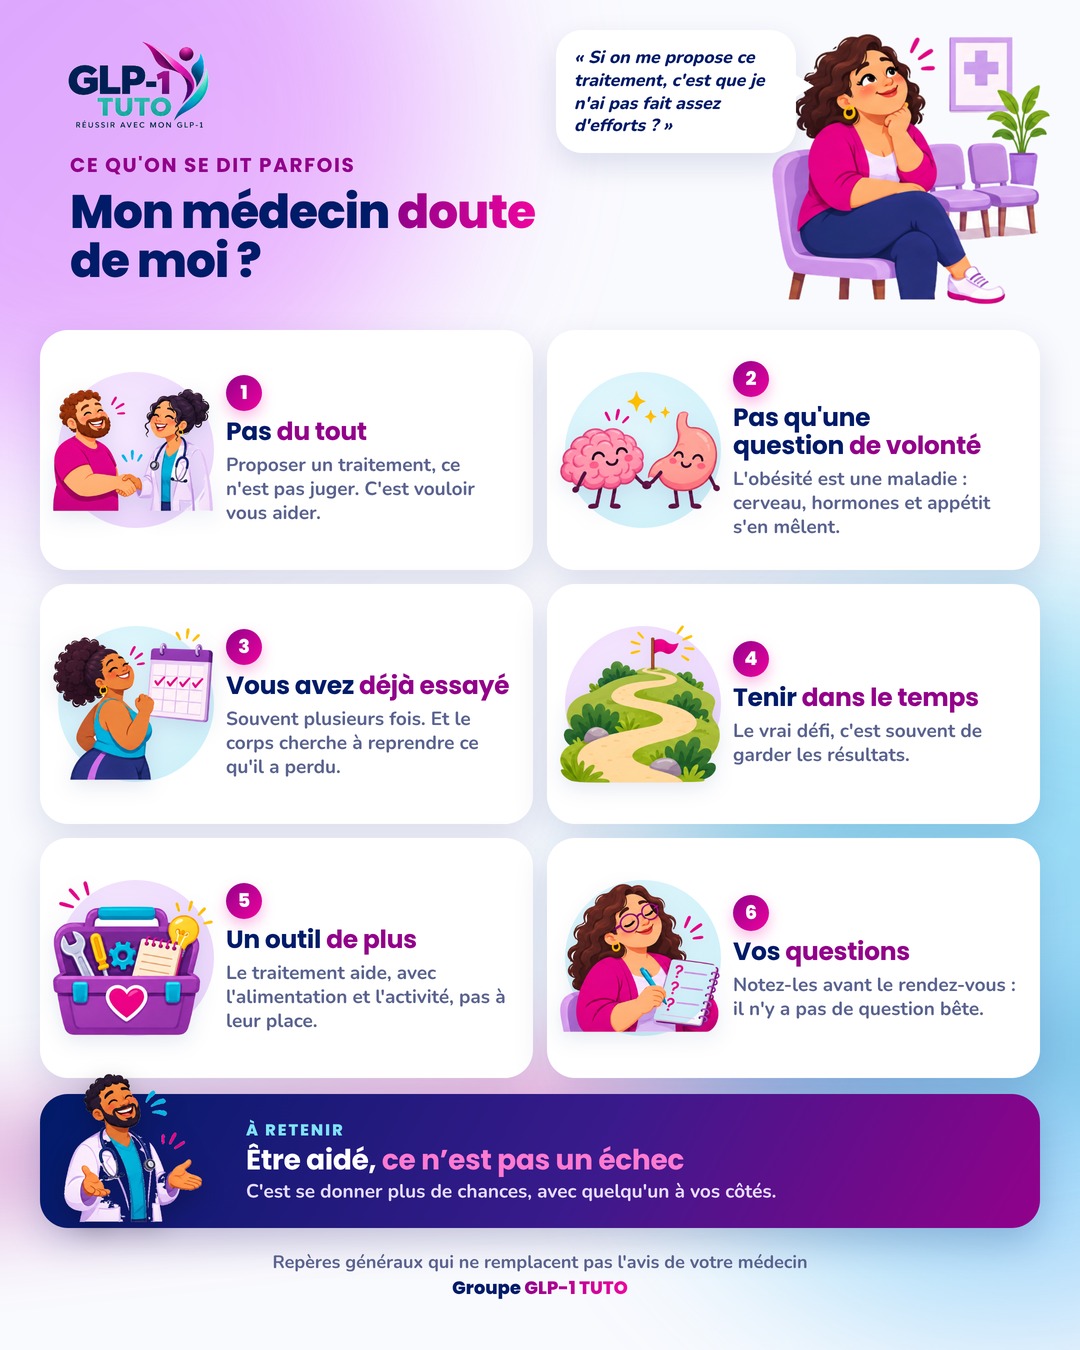 GLP-1
TUTO
RÉUSSIR AVEC MON GLP-1
CE QU'ON SE DIT PARFOIS
Mon médecin doute
de moi ?
« Si on me propose ce
traitement, c'est que je
n'ai pas fait assez
d'efforts ? »
1
Pas du tout
Proposer un traitement, ce
n'est pas juger. C'est vouloir
vous aider.
2
Pas qu'une
question de volonté
L'obésité est une maladie :
cerveau, hormones et appétit
s'en mêlent.
3
Vous avez déjà essayé
Souvent plusieurs fois. Et le
corps cherche à reprendre ce
qu'il a perdu.
4
Tenir dans le temps
Le vrai défi, c'est souvent de
garder les résultats.
5
Un outil de plus
Le traitement aide, avec
l'alimentation et l'activité, pas à
leur place.
6
Vos questions
Notez-les avant le rendez-vous :
il n'y a pas de question bête.
?
?
?
À RETENIR
Être aidé, ce n’est pas un échec
C'est se donner plus de chances, avec quelqu'un à vos côtés.
Repères généraux qui ne remplacent pas l'avis de votre médecin
Groupe GLP-1 TUTO